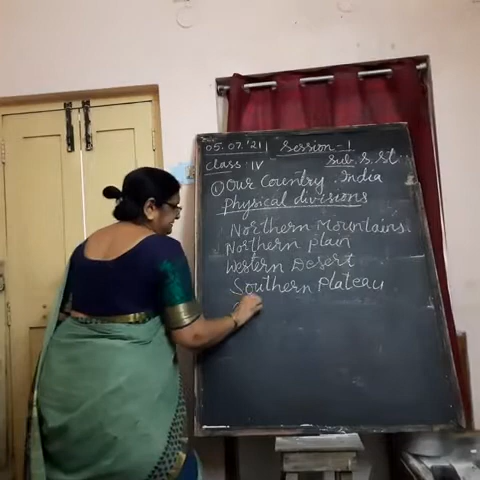 05.07.'21 Session - 1
class: IV Sub. S. St.
① Our Country. India
physical divisions
Northern Mountains.
Northern plain
Western Desert
Southern Plateau